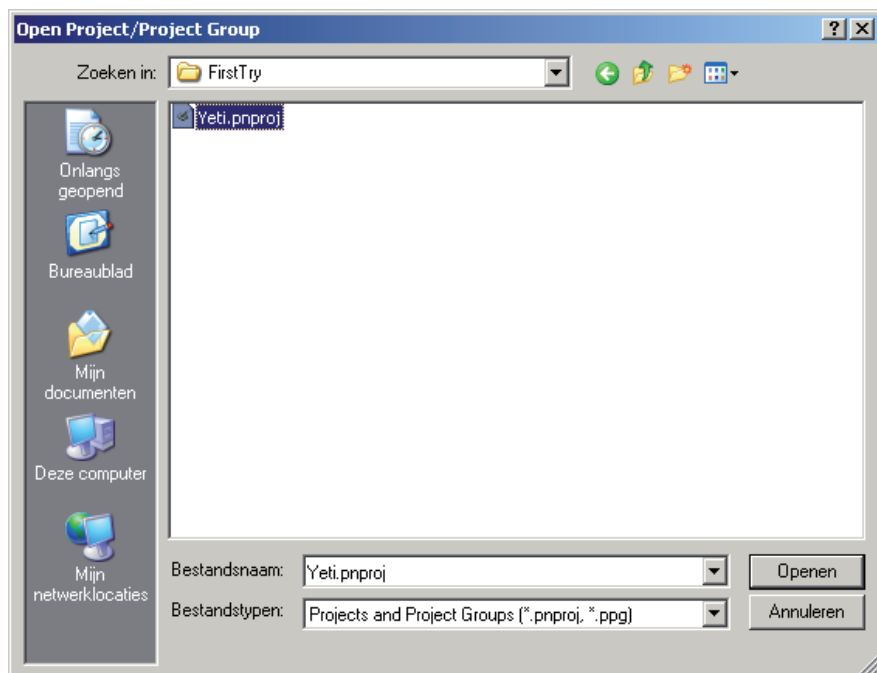 Open Project/Project Group
Zoeken in:
FirstTry
Yeti.pnproj
Onlangs
geopend
Bureaublad
Mijn
documenten
Deze computer
Mijn
netwerklocaties
Bestandsnaam:
Yeti.pnproj
Openen
Bestandstypen:
Projects and Project Groups (*.pnproj, *.ppg)
Annuleren